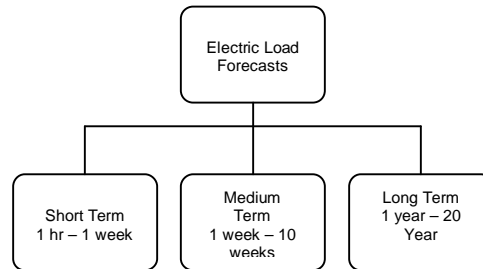 Electric Load
Forecasts
Short Term
1 hr – 1 week
Medium
Term
1 week – 10
weeks
Long Term
1 year – 20
Year